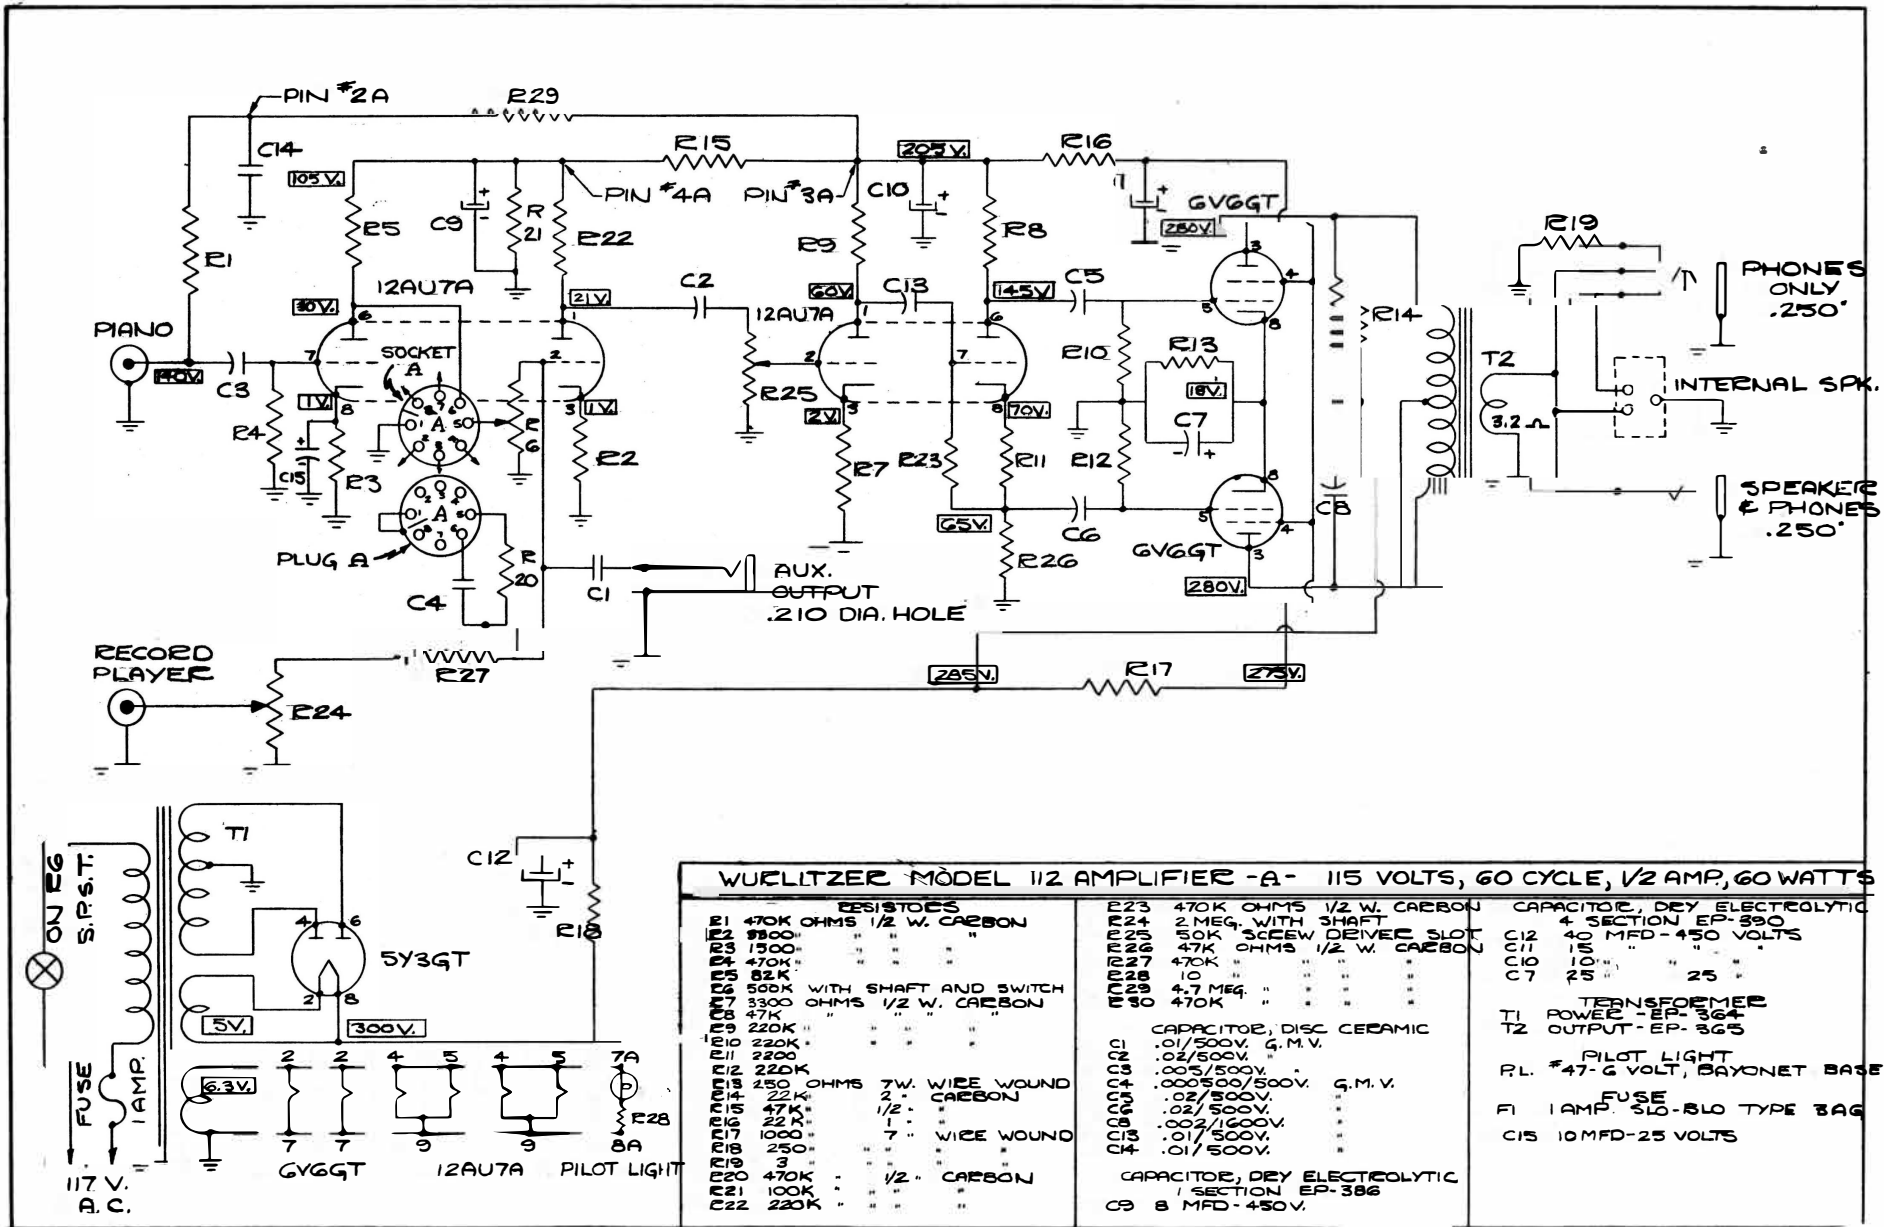 PIN #2A
R29
C14
R15
205V.
R16
105V.
PIN #4A
PIN #3A
C10
6V6GT
280V.
R1
R5
C9
R
21
R22
R9
R8
R19
PHONES
ONLY
.250"
12AU7A
21V.
C2
60V.
C13
145V.
C5
12AU7A
R14
PIANO
140V.
C3
SOCKET
A
R25
R10
R13
18V.
C7
T2
3.2 Ω
INTERNAL SPK.
1V.
1V.
2V.
70V.
R4
C15
R3
A
R
6
R2
R7
R23
R11
R12
65V.
C6
C8
SPEAKER
& PHONES
.250"
A
PLUG A
R
20
C4
C1
AUX.
OUTPUT
.210 DIA. HOLE
R26
6V6GT
280V.
RECORD
PLAYER
R27
R24
285V.
R17
275V.
T1
ON R6
S.P.S.T.
C12
R18
5Y3GT
5V.
300V.
6.3V.
FUSE
1 AMP.
117 V.
A.C.
2 2 4 5 4 5 7A
R28
7 7 9 9 8A
6V6GT 12AU7A PILOT LIGHT
WURLITZER MODEL 112 AMPLIFIER -A- 115 VOLTS, 60 CYCLE, 1/2 AMP., 60 WATTS
RESISTORS
R1 470K OHMS 1/2 W. CARBON
R2 3300 " " " "
R3 1500 " " " "
R4 470K " " " "
R5 82K
R6 500K WITH SHAFT AND SWITCH
R7 3300 OHMS 1/2 W. CARBON
R8 47K " " " "
R9 220K " " " "
R10 220K " " " "
R11 2200
R12 220K
R13 250 OHMS 7W. WIRE WOUND
R14 22K " 2 " CARBON
R15 47K " 1/2 " "
R16 22K " 1 " "
R17 1000 " 7 " WIRE WOUND
R18 250 " " " " "
R19 3 " " " " "
R20 470K " 1/2 " CARBON
R21 100K " " " "
R22 220K " " " "
R23 470K OHMS 1/2 W. CARBON
R24 2 MEG. WITH SHAFT
R25 50K SCREW DRIVER SLOT
R26 47K OHMS 1/2 W. CARBON
R27 470K " " " "
R28 10 " " " "
R29 4.7 MEG. " " " "
R30 470K " " " "
CAPACITOR, DISC CERAMIC
C1 .01/500V. G.M.V.
C2 .02/500V. "
C3 .005/500V. "
C4 .000500/500V. G.M.V.
C5 .02/500V. "
C6 .02/500V. "
C8 .002/1600V. "
C13 .01/500V. "
C14 .01/500V. "
CAPACITOR, DRY ELECTROLYTIC
1 SECTION EP-386
C9 8 MFD-450V.
CAPACITOR, DRY ELECTROLYTIC
4 SECTION EP-390
C12 40 MFD-450 VOLTS
C11 15 " " "
C10 10 " " "
C7 25 " 25 "
TRANSFORMER
T1 POWER - EP-364
T2 OUTPUT - EP-365
PILOT LIGHT
P.L. #47-6 VOLT, BAYONET BASE
FUSE
F1 1 AMP. SLO-BLO TYPE 3AG
C15 10 MFD-25 VOLTS